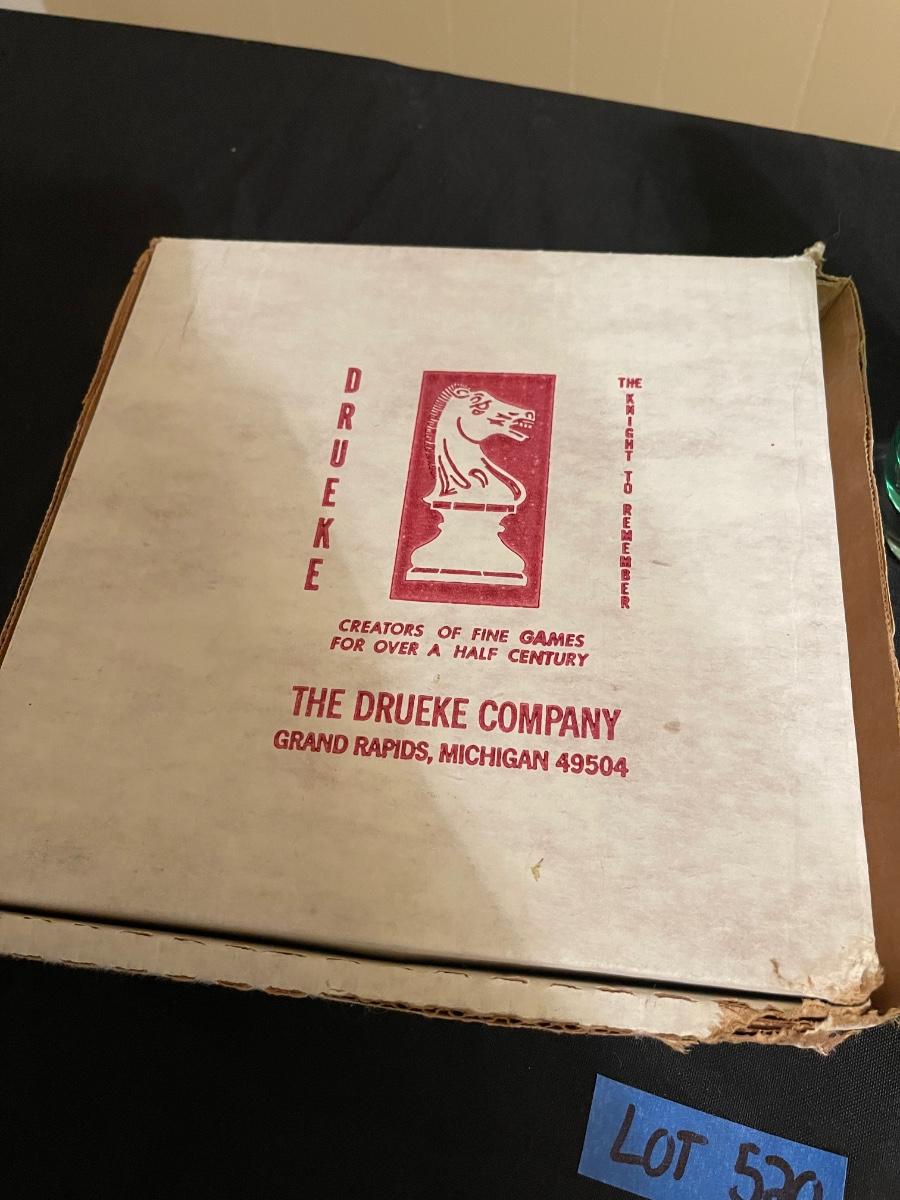 DRUEKE
THE KNIGHT TO REMEMBER
CREATORS OF FINE GAMES
FOR OVER A HALF CENTURY
THE DRUEKE COMPANY
GRAND RAPIDS, MICHIGAN 49504
LOT 520